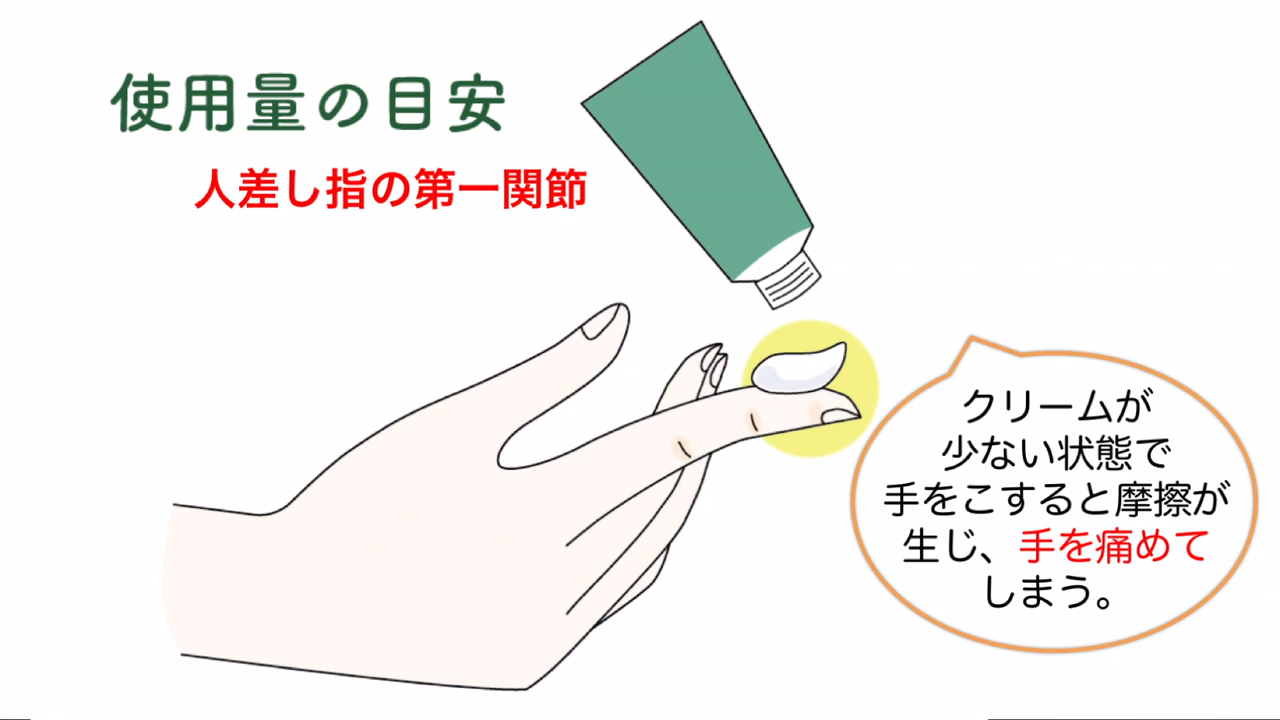 使用量の目安
人差し指の第一関節
クリームが
少ない状態で
手をこすると摩擦が
生じ、手を痛めて
しまう。